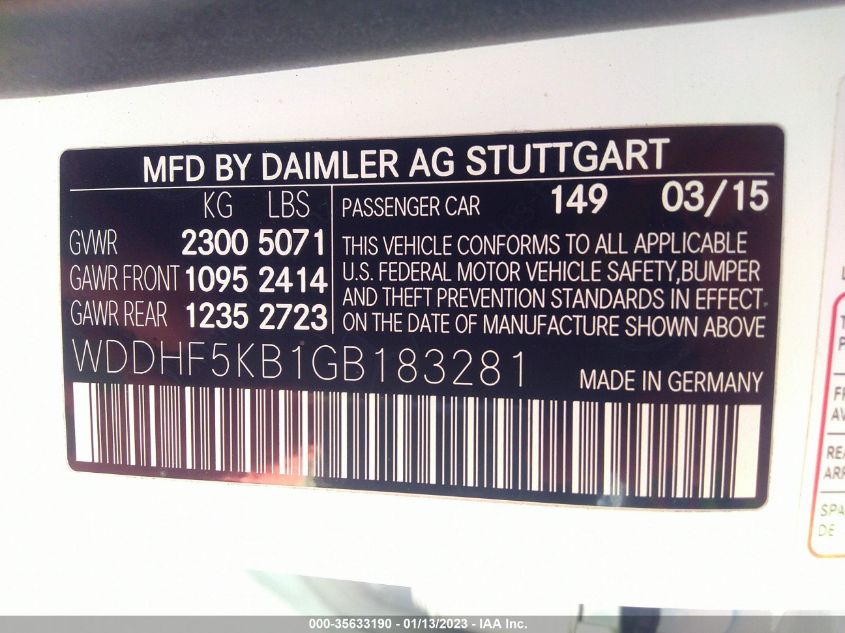 MFD BY DAIMLER AG STUTTGART
KG LBS
GVWR 2300 5071
GAWR FRONT 1095 2414
GAWR REAR 1235 2723
PASSENGER CAR 149 03/15
THIS VEHICLE CONFORMS TO ALL APPLICABLE
U.S. FEDERAL MOTOR VEHICLE SAFETY,BUMPER
AND THEFT PREVENTION STANDARDS IN EFFECT
ON THE DATE OF MANUFACTURE SHOWN ABOVE
WDDHF5KB1GB183281
MADE IN GERMANY
000-35633190 - 01/13/2023 - IAA Inc.